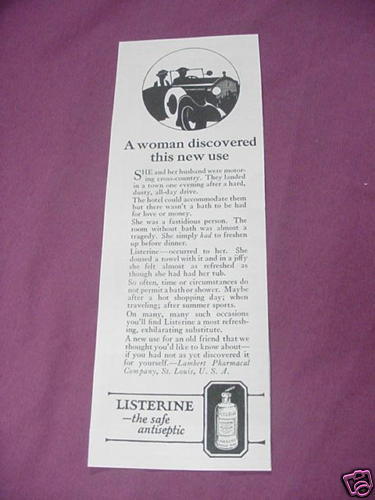 A woman discovered
this new use
SHE and her husband were motor-
ing cross-country. They landed
in a town one evening after a hard,
dusty, all-day drive.
The hotel could accommodate them
but there wasn't a bath to be had
for love or money.
She was a fastidious person. The
room without bath was almost a
tragedy. She simply had to freshen
up before dinner.
Listerine—occurred to her. She
doused a towel with it and in a jiffy
she felt almost as refreshed as
though she had had her tub.
So often, time or circumstances do
not permit a bath or shower. Maybe
after a hot shopping day; when
traveling; after summer sports.
On many, many such occasions
you'll find Listerine a most refresh-
ing, exhilarating substitute.
A new use for an old friend that we
thought you'd like to know about—
if you had not as yet discovered it
for yourself.—Lambert Pharmacal
Company, St. Louis, U. S. A.
LISTERINE
—the safe
antiseptic
LISTERINE
ebY